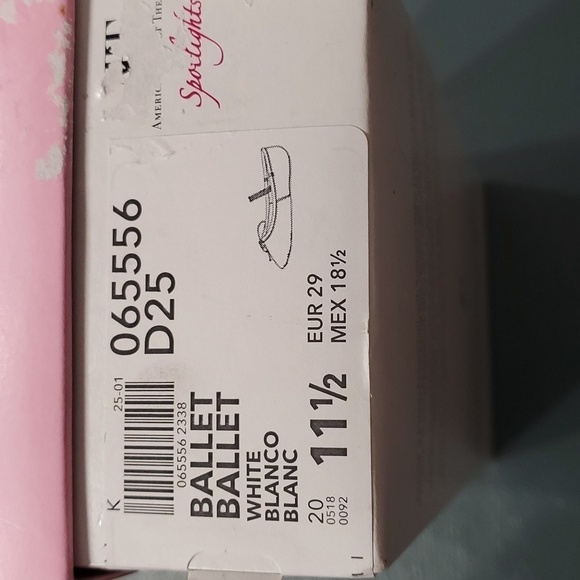 Spotlights
K 25-01
065556 2338
065556
D25
BALLET
BALLET
WHITE
BLANCO
BLANC
20
0518
0092
11½
EUR 29
MEX 18½